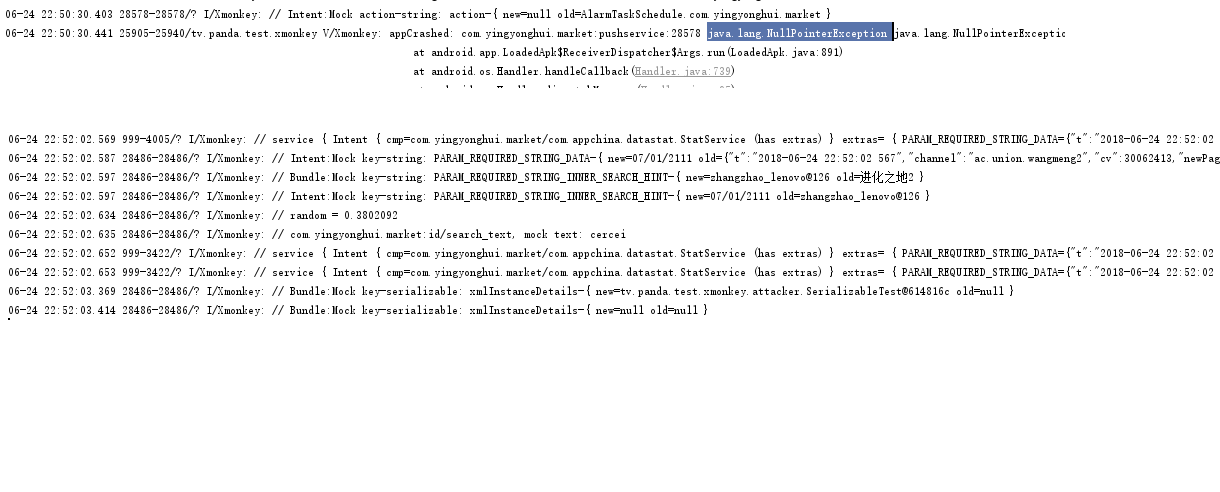 06-24 22:50:30.403 28578-28578/? I/Xmonkey: // Intent:Mock action-string: action-{ new=null old=AlarmTaskSchedule.com.yingyonghui.market }
06-24 22:50:30.441 25905-25940/tv.panda.test.xmonkey V/Xmonkey: appCrashed: com.yingyonghui.market:pushservice:28578 java.lang.NullPointerException java.lang.NullPointerExceptio
at android.app.LoadedApk$ReceiverDispatcher$Args.run(LoadedApk.java:891)
at android.os.Handler.handleCallback(Handler.java:739)
06-24 22:52:02.569 999-4005/? I/Xmonkey: // service { Intent { cmp=com.yingyonghui.market/com.appchina.datastat.StatService (has extras) } extras= { PARAM_REQUIRED_STRING_DATA={"t":"2018-06-24 22:52:02
06-24 22:52:02.587 28486-28486/? I/Xmonkey: // Intent:Mock key-string: PARAM_REQUIRED_STRING_DATA-{ new=07/01/2111 old={"t":"2018-06-24 22:52:02 567","channel":"ac.union.wangmeng2","cv":30062413,"newPag
06-24 22:52:02.597 28486-28486/? I/Xmonkey: // Bundle:Mock key-string: PARAM_REQUIRED_STRING_INNER_SEARCH_HINT-{ new=zhangzhao_lenovo@126 old=进化之地2 }
06-24 22:52:02.597 28486-28486/? I/Xmonkey: // Intent:Mock key-string: PARAM_REQUIRED_STRING_INNER_SEARCH_HINT-{ new=07/01/2111 old=zhangzhao_lenovo@126 }
06-24 22:52:02.634 28486-28486/? I/Xmonkey: // random = 0.3802092
06-24 22:52:02.635 28486-28486/? I/Xmonkey: // com.yingyonghui.market:id/search_text, mock text: cercei
06-24 22:52:02.652 999-3422/? I/Xmonkey: // service { Intent { cmp=com.yingyonghui.market/com.appchina.datastat.StatService (has extras) } extras= { PARAM_REQUIRED_STRING_DATA={"t":"2018-06-24 22:52:02
06-24 22:52:02.653 999-3422/? I/Xmonkey: // service { Intent { cmp=com.yingyonghui.market/com.appchina.datastat.StatService (has extras) } extras= { PARAM_REQUIRED_STRING_DATA={"t":"2018-06-24 22:52:02
06-24 22:52:03.369 28486-28486/? I/Xmonkey: // Bundle:Mock key-serializable: xmlInstanceDetails-{ new=tv.panda.test.xmonkey.attacker.SerializableTest@614816c old=null }
06-24 22:52:03.414 28486-28486/? I/Xmonkey: // Bundle:Mock key-serializable: xmlInstanceDetails-{ new=null old=null }